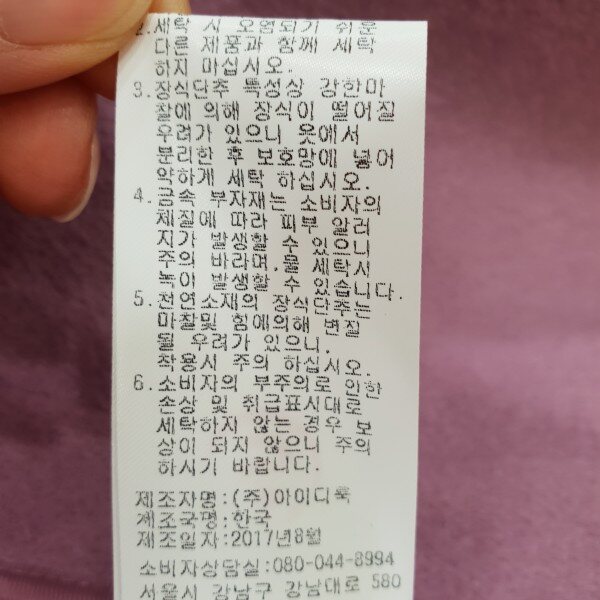 2.세탁 시 오염되기 쉬운
다른 제품과 함께 세탁
하지 마십시오.
3.장식단추 특성상 강한마
찰에 의해 장식이 떨어질
우려가 있으니 옷에서
분리한 후 보호망에 넣어
약하게 세탁 하십시오.
4.금속 부자재는 소비자의
체질에 따라 피부 알러
지가 발생할 수 있으니
주의 바라며,물 세탁시
녹이 발생할 수 있습니다.
5.천연소재의 장식단추는
마찰및 힘에의해 변질
될 우려가 있으니,
착용시 주의 하십시오.
6.소비자의 부주의로 인한
손상 및 취급표시대로
세탁하지 않는 경우 보
상이 되지 않으니 주의
하시기 바랍니다.
제조자명:(주)아이디룩
제조국명:한국
제조일자:2017년8월
소비자상담실:080-044-8994
서울시 강남구 강남대로 580